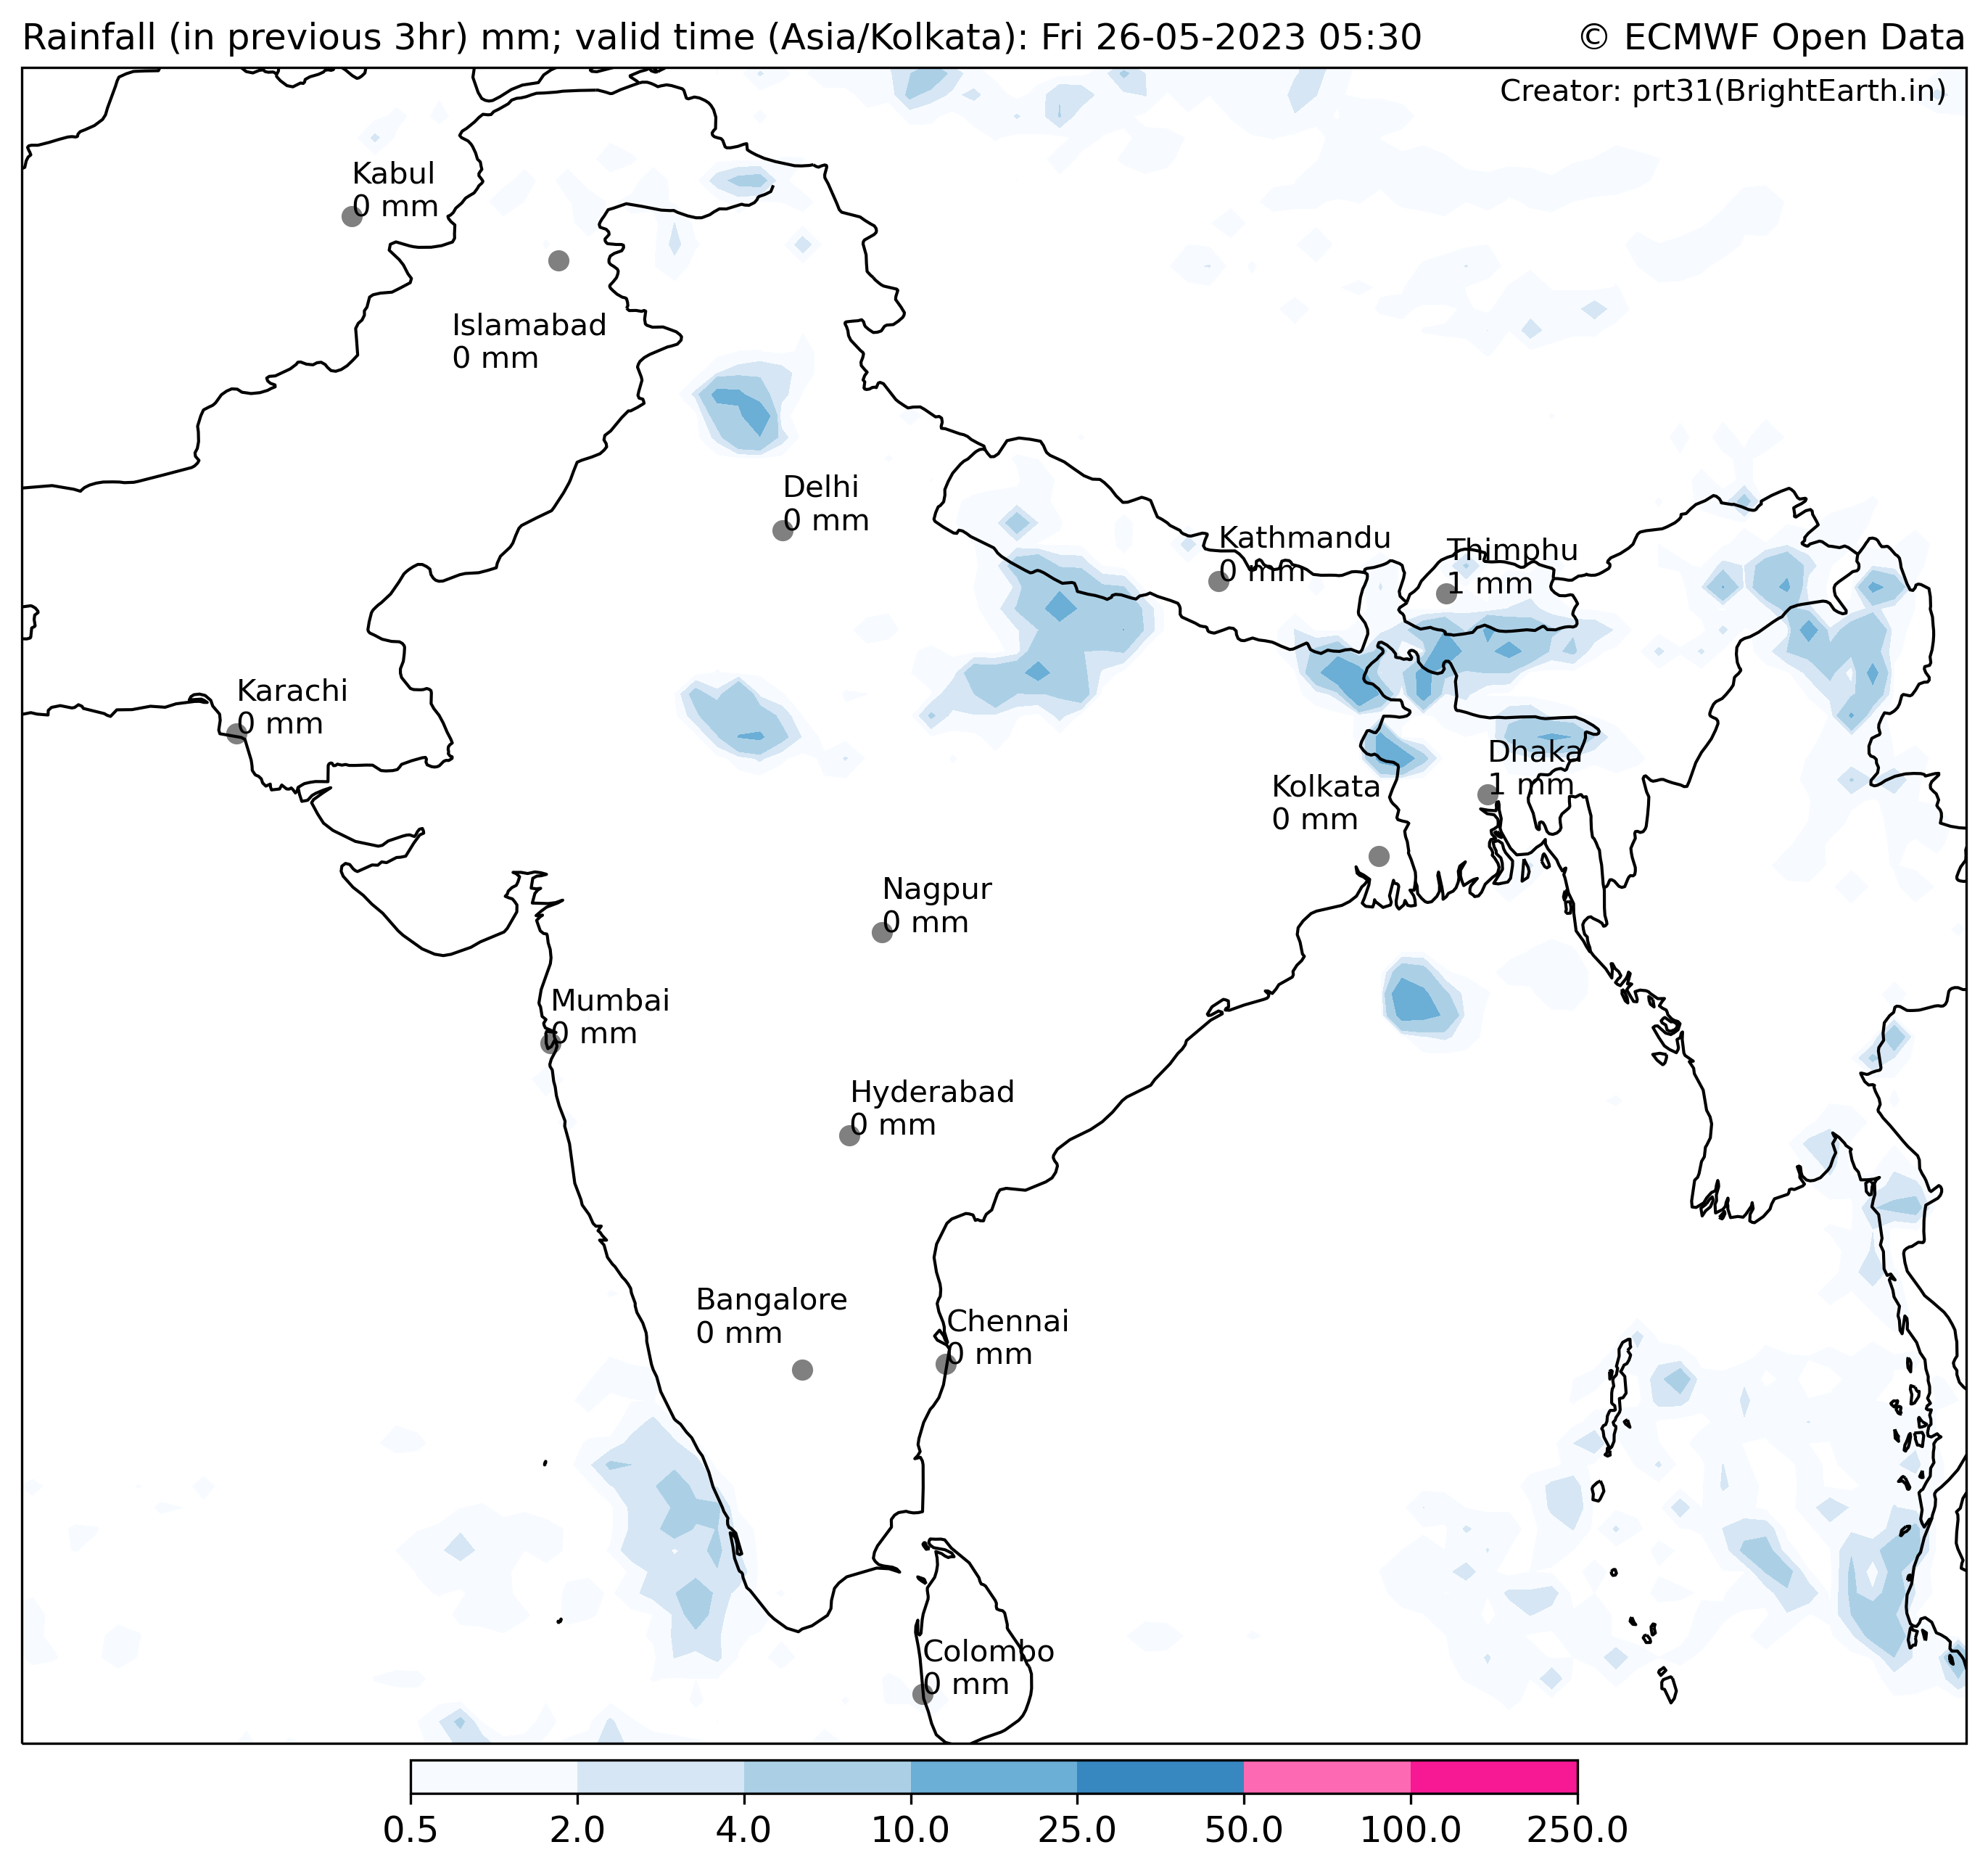 Rainfall (in previous 3hr) mm; valid time (Asia/Kolkata): Fri 26-05-2023 05:30
© ECMWF Open Data
Creator: prt31(BrightEarth.in)
Kabul
0 mm
Islamabad
0 mm
Delhi
0 mm
Kathmandu
0 mm
Thimphu
1 mm
Karachi
0 mm
Dhaka
1 mm
Kolkata
0 mm
Nagpur
0 mm
Mumbai
0 mm
Hyderabad
0 mm
Bangalore
0 mm
Chennai
0 mm
Colombo
0 mm
0.5 2.0 4.0 10.0 25.0 50.0 100.0 250.0